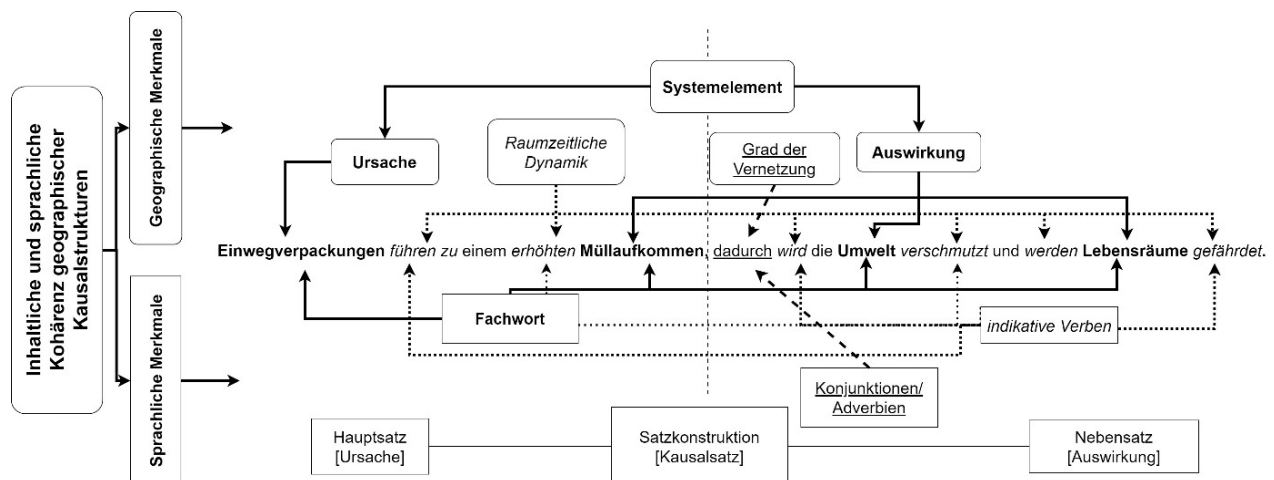 Inhaltliche und sprachliche
Kohärenz geographischer
Kausalstrukturen
Geographische Merkmale
Sprachliche Merkmale
Systemelement
Ursache
Raumzeitliche
Dynamik
Grad der
Vernetzung
Auswirkung
Einwegverpackungen führen zu einem erhöhten Müllaufkommen, dadurch wird die Umwelt verschmutzt und werden Lebensräume gefährdet.
Fachwort
indikative Verben
Konjunktionen/
Adverbien
Hauptsatz
[Ursache]
Satzkonstruktion
[Kausalsatz]
Nebensatz
[Auswirkung]